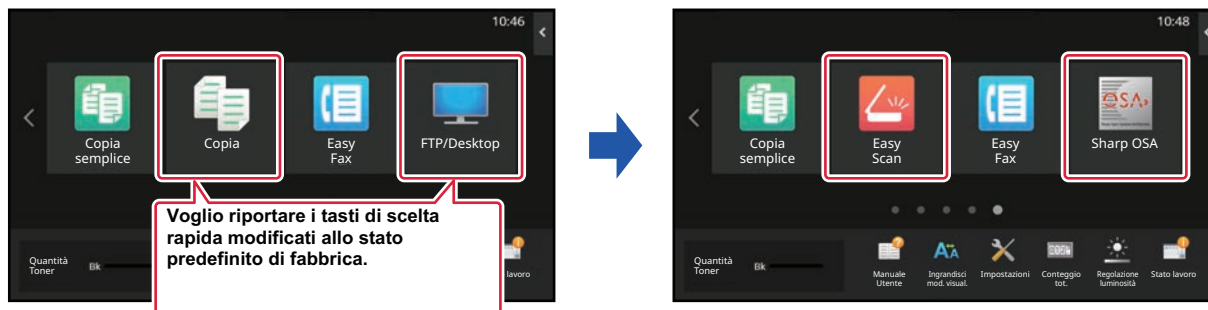 10:46
Copia
semplice
Copia
Easy
Fax
FTP/Desktop
Voglio riportare i tasti di scelta
rapida modificati allo stato
predefinito di fabbrica.
Quantità
Toner
Bk
lavoro
10:48
Copia
semplice
Easy
Scan
Easy
Fax
OSA
Sharp OSA
Quantità
Toner
Bk
Manuale
Utente
Ingrandisci
mod. visual.
Impostazioni
Conteggio
tot.
Regolazione
luminosità
Stato lavoro